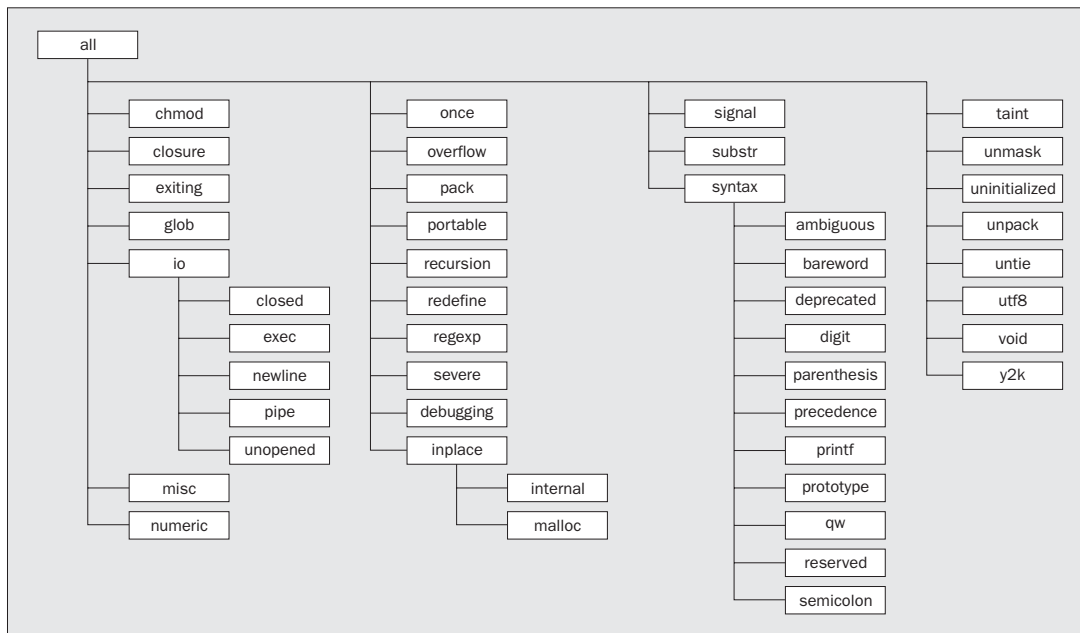 all
chmod
closure
exiting
glob
io
closed
exec
newline
pipe
unopened
misc
numeric
once
overflow
pack
portable
recursion
redefine
regexp
severe
debugging
inplace
internal
malloc
signal
substr
syntax
ambiguous
bareword
deprecated
digit
parenthesis
precedence
printf
prototype
qw
reserved
semicolon
taint
unmask
uninitialized
unpack
untie
utf8
void
y2k